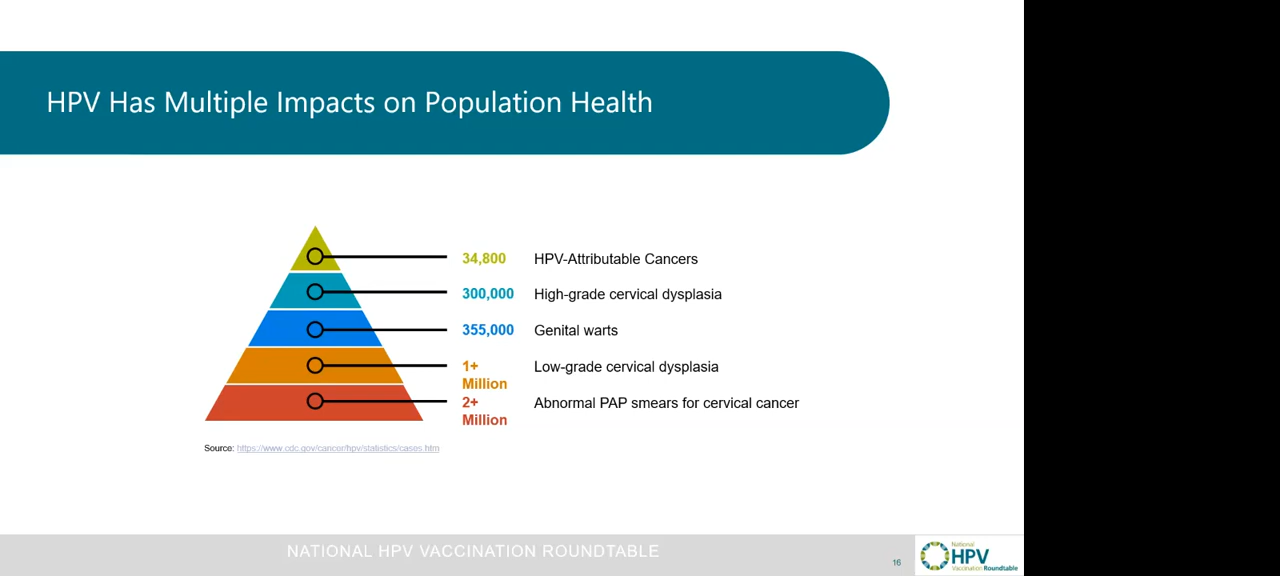 HPV Has Multiple Impacts on Population Health
34,800 HPV-Attributable Cancers
300,000 High-grade cervical dysplasia
355,000 Genital warts
1+ Million Low-grade cervical dysplasia
2+ Million Abnormal PAP smears for cervical cancer
Source: https://www.cdc.gov/cancer/hpv/statistics/cases.htm
NATIONAL HPV VACCINATION ROUNDTABLE
16
National
HPV
Vaccination Roundtable